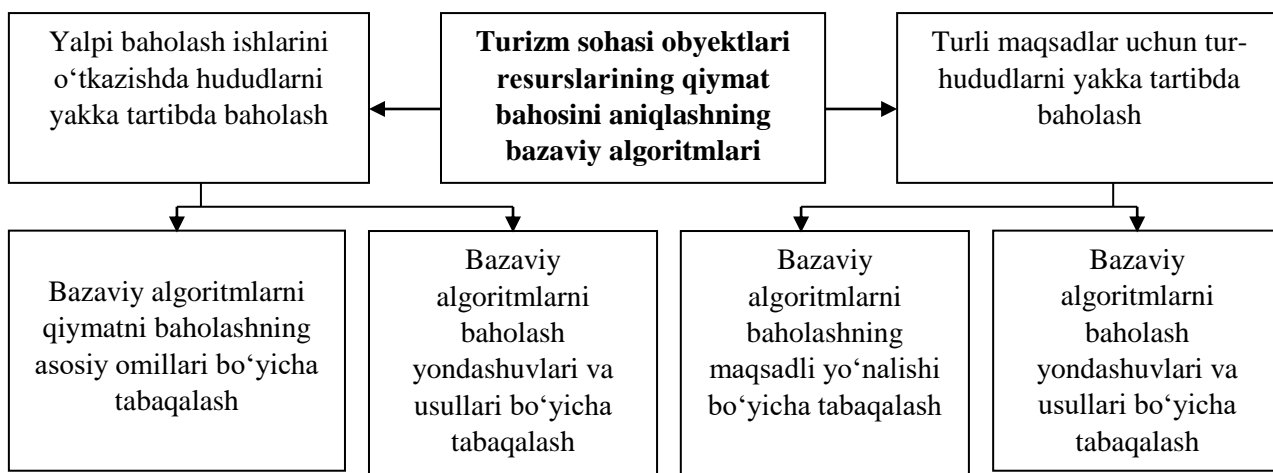 Yalpi baholash ishlarini
o‘tkazishda hududlarni
yakka tartibda baholash
Turizm sohasi obyektlari
resurslarining qiymat
bahosini aniqlashning
bazaviy algoritmlari
Turli maqsadlar uchun tur-
hududlarni yakka tartibda
baholash
Bazaviy algoritmlarni
qiymatni baholashning
asosiy omillari bo‘yicha
tabaqalash
Bazaviy
algoritmlarni
baholash
yondashuvlari va
usullari bo‘yicha
tabaqalash
Bazaviy
algoritmlarni
baholashning
maqsadli yo‘nalishi
bo‘yicha tabaqalash
Bazaviy
algoritmlarni
baholash
yondashuvlari va
usullari bo‘yicha
tabaqalash